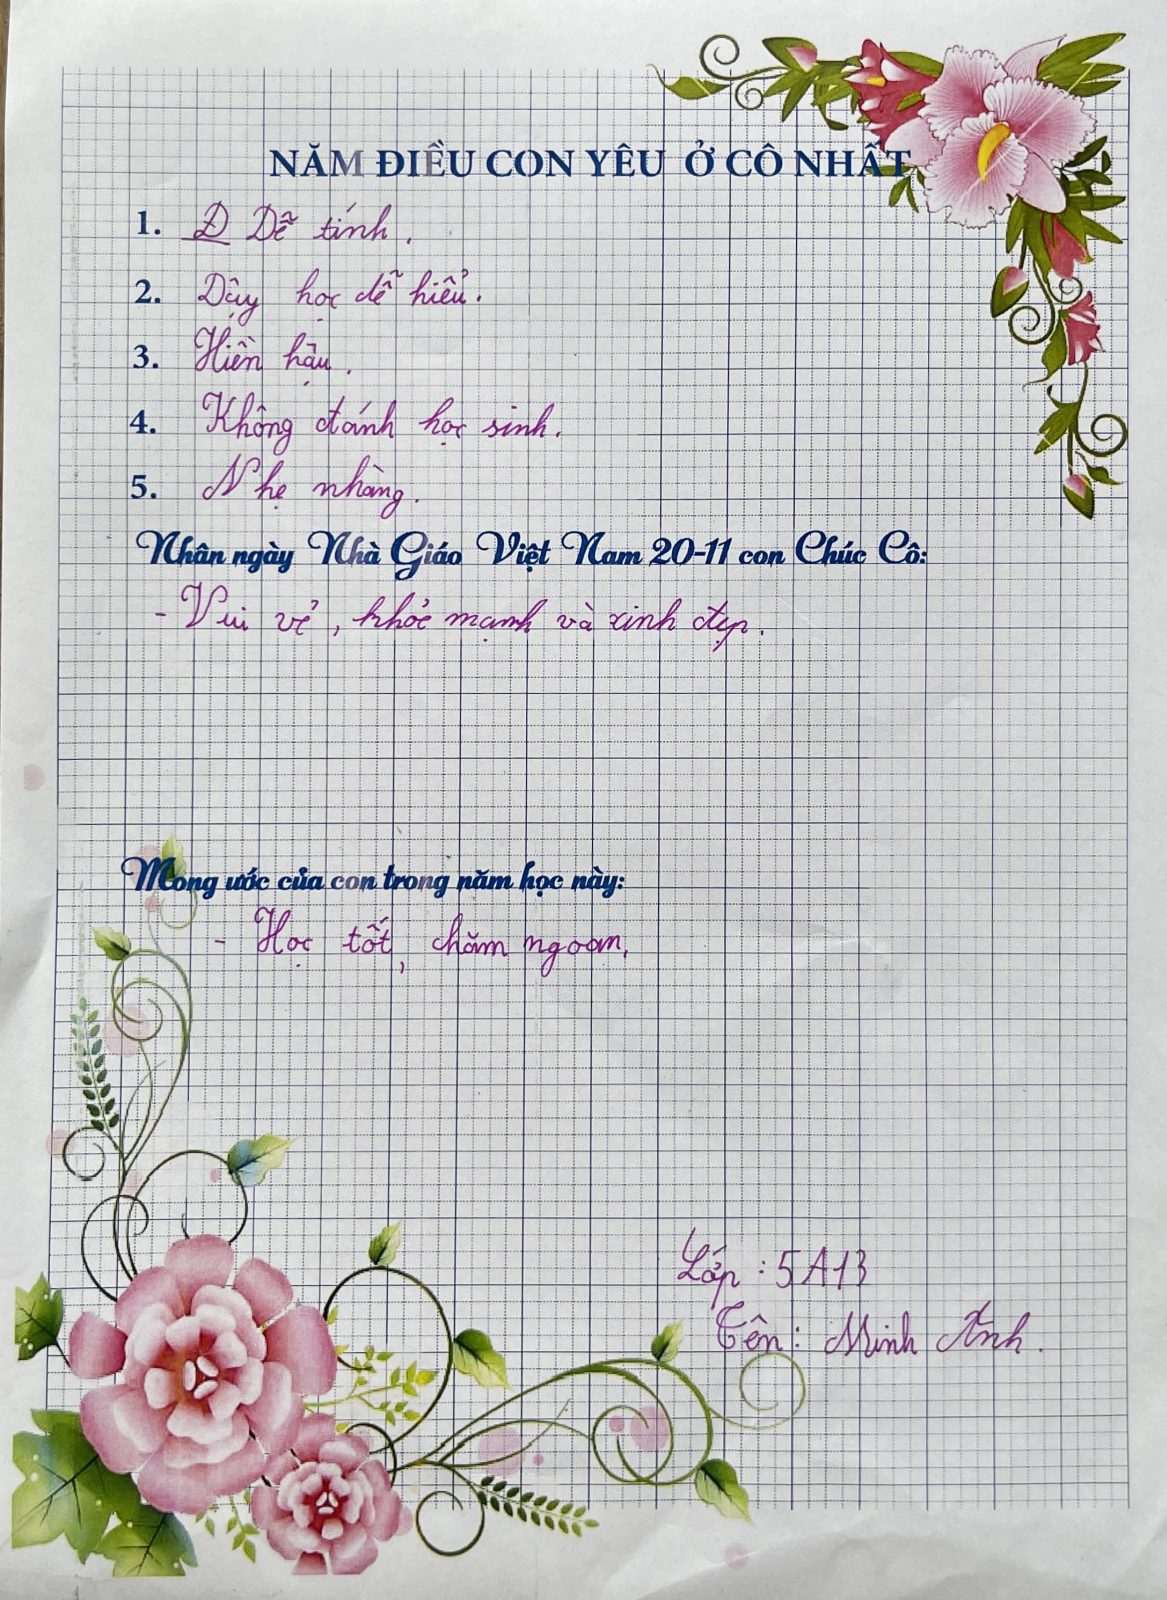 NĂM ĐIỀU CON YÊU Ở CÔ NHẤT
1. Đ Dễ tính.
2. Dậy học dễ hiểu.
3. Hiền hậu.
4. Không đánh học sinh.
5. Nhẹ nhàng.
Nhân ngày Nhà Giáo Việt Nam 20-11 con Chúc Cô:
- Vui vẻ, khỏe mạnh và xinh đẹp.
Mong ước của con trong năm học này:
- Học tốt, chăm ngoan.
Lớp: 5A13
Tên: Minh Anh.